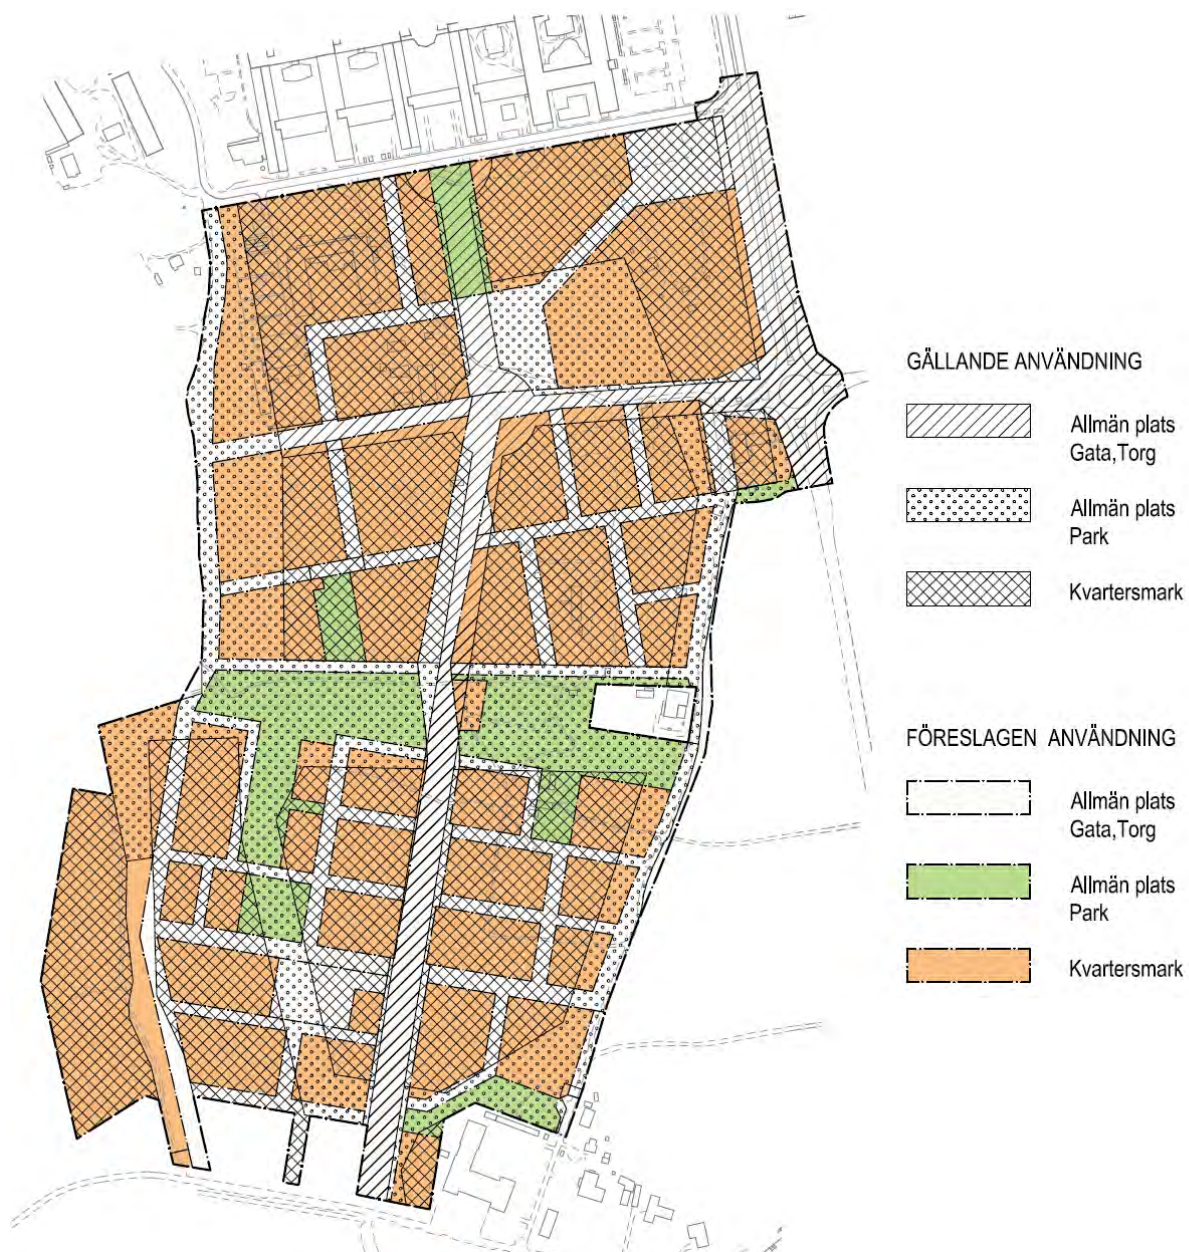 GÄLLANDE ANVÄNDNING
Allmän plats
Gata,Torg
Allmän plats
Park
Kvartersmark
FÖRESLAGEN ANVÄNDNING
Allmän plats
Gata,Torg
Allmän plats
Park
Kvartersmark